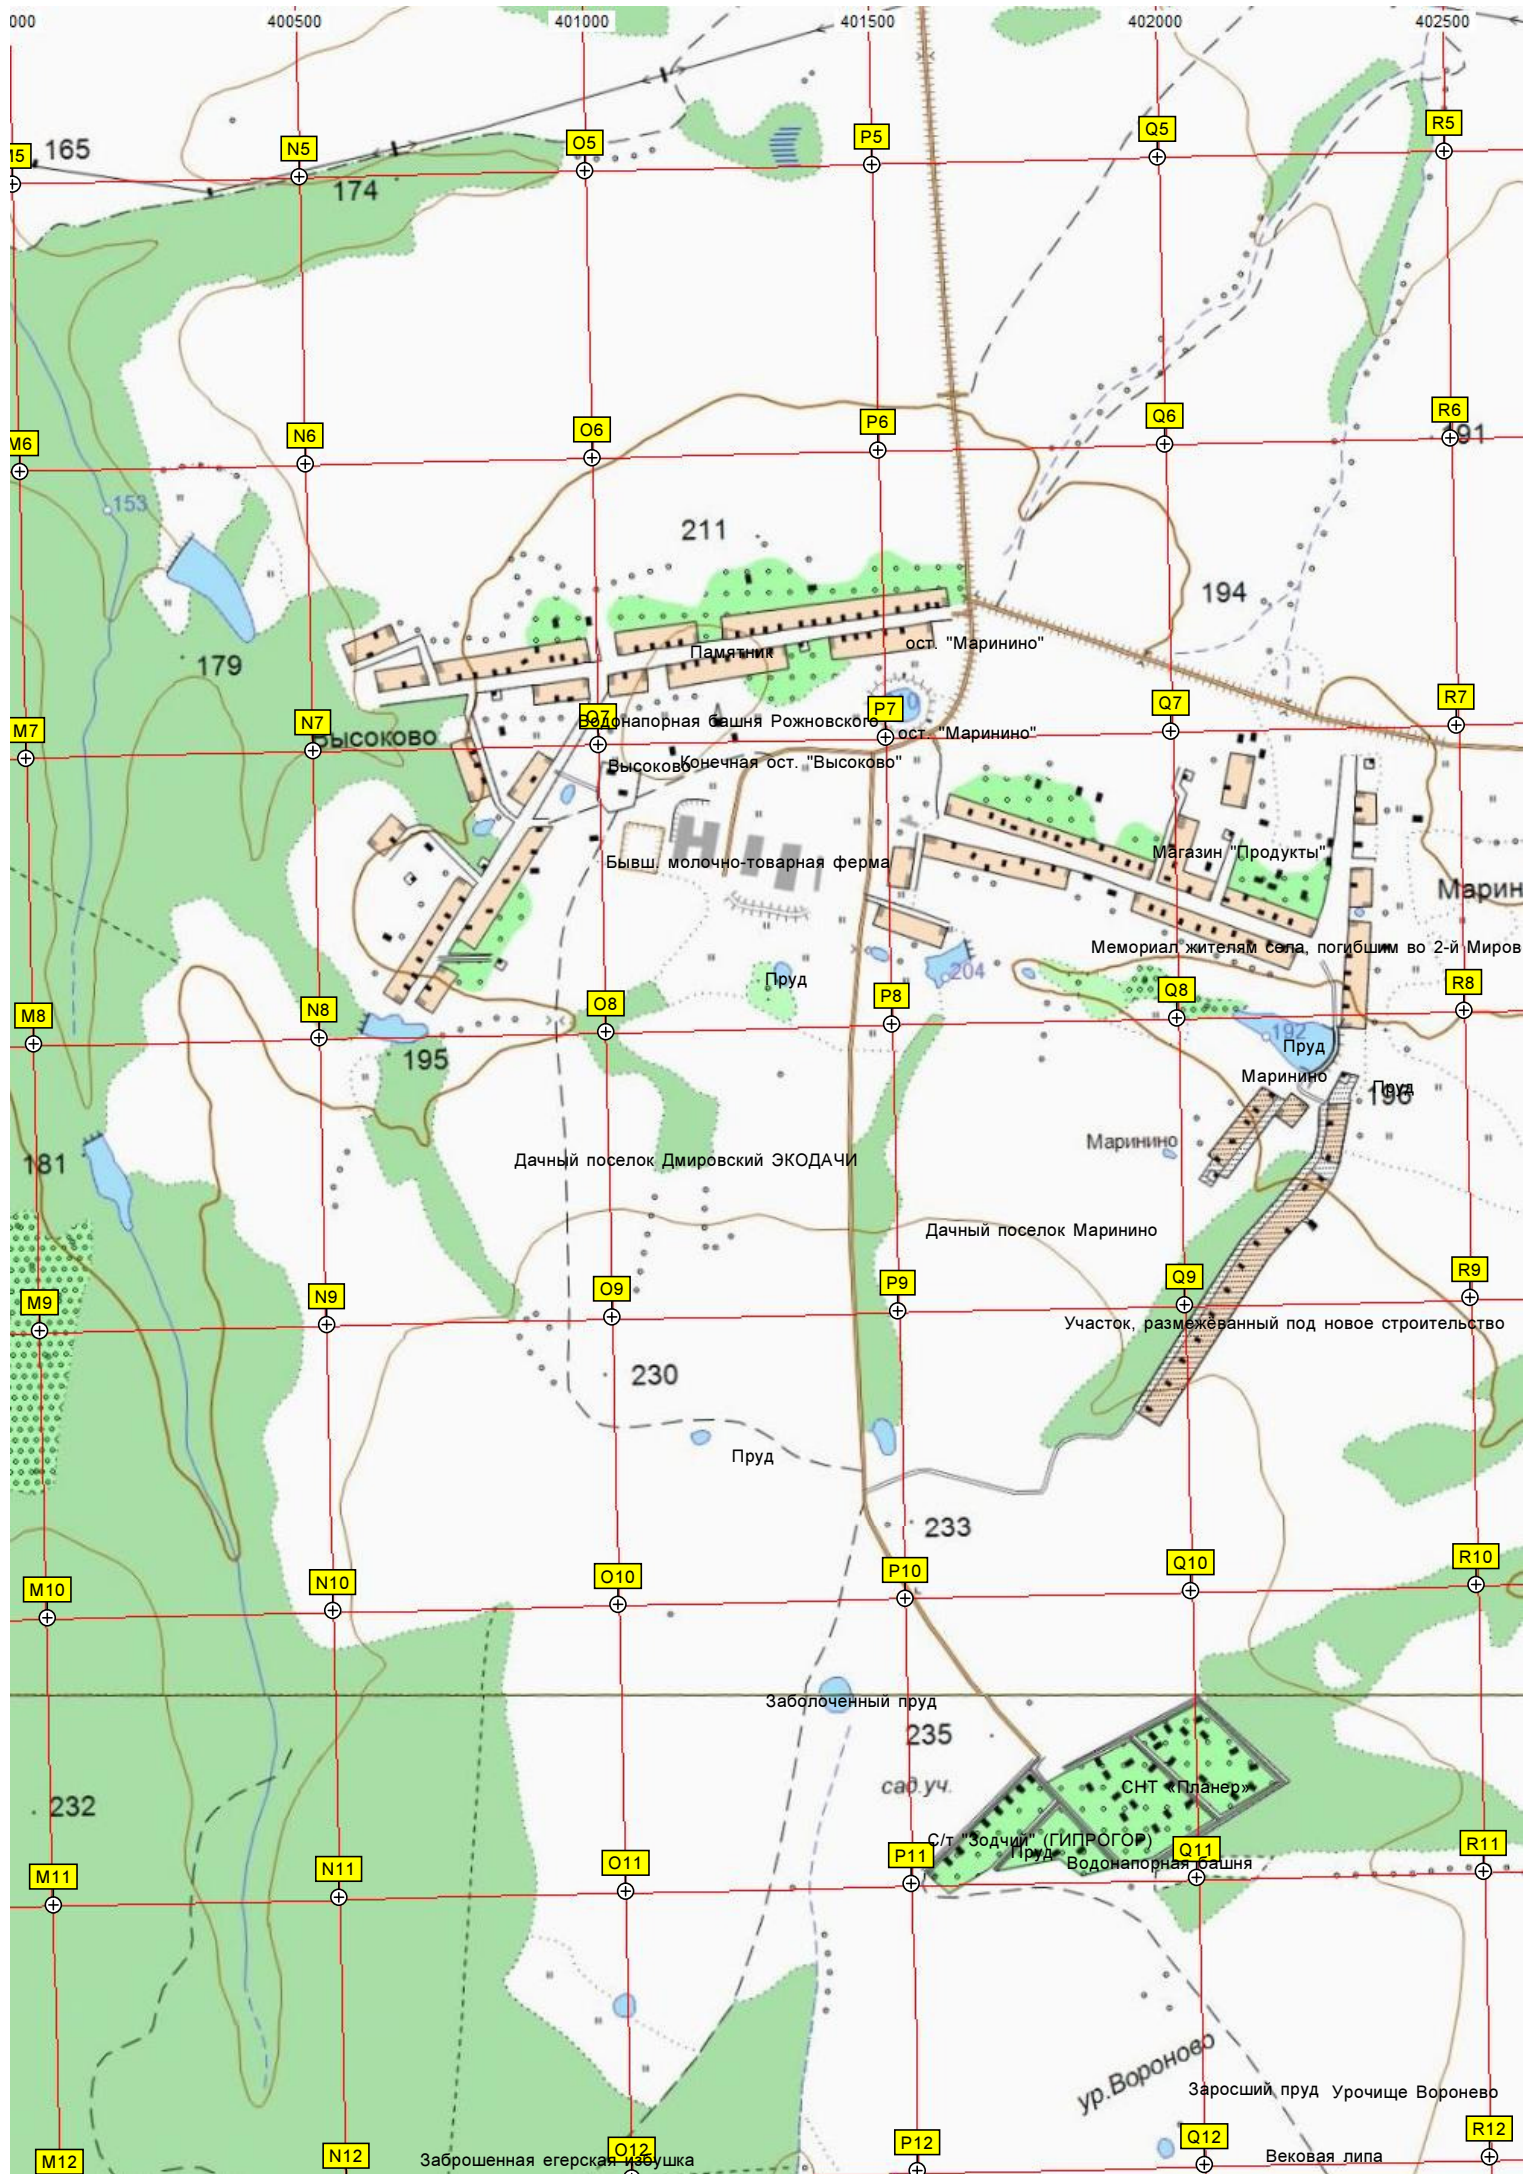 400500 401000 401500 402000 402500
165
N5 O5 P5 Q5 R5
174
M6 N6 O6 P6 Q6 R6
191
153
211
194
179
Памятник
ост. "Маринино"
M7 N7 O7 P7 Q7 R7
Высоково
Водонапорная башня Рожновского
ост. "Маринино"
Высоково
Конечная ост. "Высоково"
Бывш. молочно-товарная ферма
Магазин "Продукты"
Марин
Мемориал жителям села, погибшим во 2-й Миров
Пруд
204
M8 N8 O8 P8 Q8 R8
195
192
Пруд
Маринино
Пруд
196
Маринино
181
Дачный поселок Дмировский ЭКОДАЧИ
Дачный поселок Маринино
M9 N9 O9 P9 Q9 R9
Участок, размежёванный под новое строительство
230
Пруд
233
M10 N10 O10 P10 Q10 R10
Заболоченный пруд
235
сад.уч.
СНТ «Планер»
232
С/т "Зодчий" (ГИПРОГОР)
Пруд
Водонапорная башня
M11 N11 O11 P11 Q11 R11
ур.Вороново
Заросший пруд
Урочище Воронево
M12 N12 O12 P12 Q12 R12
Заброшенная егерская избушка
Вековая липа